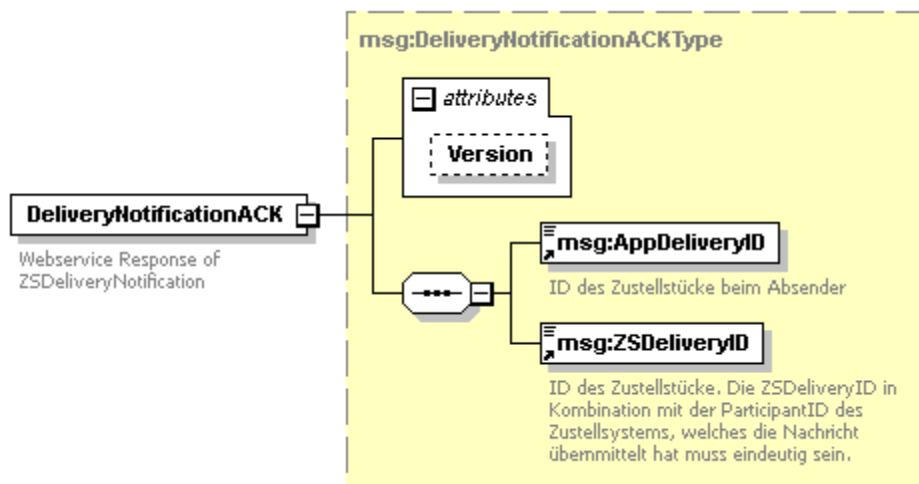 msg:DeliveryNotificationACKType
attributes
Version
DeliveryNotificationACK
Webservice Response of
ZSDeliveryNotification
msg:AppDeliveryID
ID des Zustellstücke beim Absender
msg:ZSDeliveryID
ID des Zustellstücke. Die ZSDeliveryID in
Kombination mit der ParticipantID des
Zustellsystems, welches die Nachricht
übernmittelt hat muss eindeutig sein.